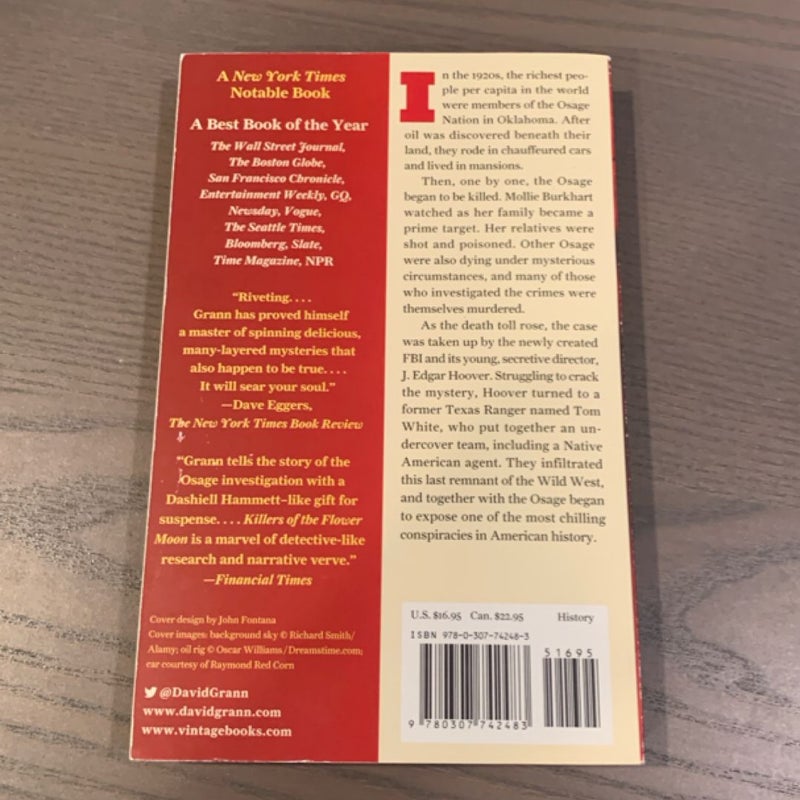 A New York Times
Notable Book
A Best Book of the Year
The Wall Street Journal,
The Boston Globe,
San Francisco Chronicle,
Entertainment Weekly, GQ,
Newsday, Vogue,
The Seattle Times,
Bloomberg, Slate,
Time Magazine, NPR
“Riveting. . . .
Grann has proved himself
a master of spinning delicious,
many-layered mysteries that
also happen to be true. . . .
It will sear your soul.”
—Dave Eggers,
The New York Times Book Review
“Grann tells the story of the
Osage investigation with a
Dashiell Hammett–like gift for
suspense. . . . Killers of the Flower
Moon is a marvel of detective-like
research and narrative verve.”
—Financial Times
Cover design by John Fontana
Cover images: background sky © Richard Smith/
Alamy; oil rig © Oscar Williams/Dreamstime.com;
car courtesy of Raymond Red Corn
@DavidGrann
www.davidgrann.com
www.vintagebooks.com
In the 1920s, the richest peo-
ple per capita in the world
were members of the Osage
Nation in Oklahoma. After
oil was discovered beneath their
land, they rode in chauffeured cars
and lived in mansions.
Then, one by one, the Osage
began to be killed. Mollie Burkhart
watched as her family became a
prime target. Her relatives were
shot and poisoned. Other Osage
were also dying under mysterious
circumstances, and many of those
who investigated the crimes were
themselves murdered.
As the death toll rose, the case
was taken up by the newly created
FBI and its young, secretive director,
J. Edgar Hoover. Struggling to crack
the mystery, Hoover turned to a
former Texas Ranger named Tom
White, who put together an un-
dercover team, including a Native
American agent. They infiltrated
this last remnant of the Wild West,
and together with the Osage began
to expose one of the most chilling
conspiracies in American history.
U.S. $16.95 Can. $22.95 History
ISBN 978-0-307-74248-3
51695
9 780307 742483